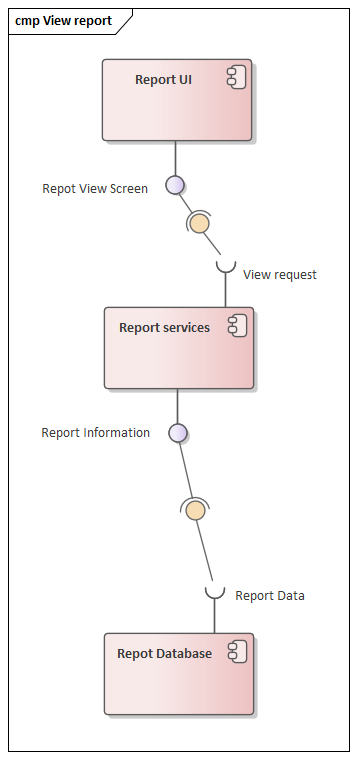 cmp View report
Report UI
Repot View Screen
View request
Report services
Report Information
Report Data
Repot Database